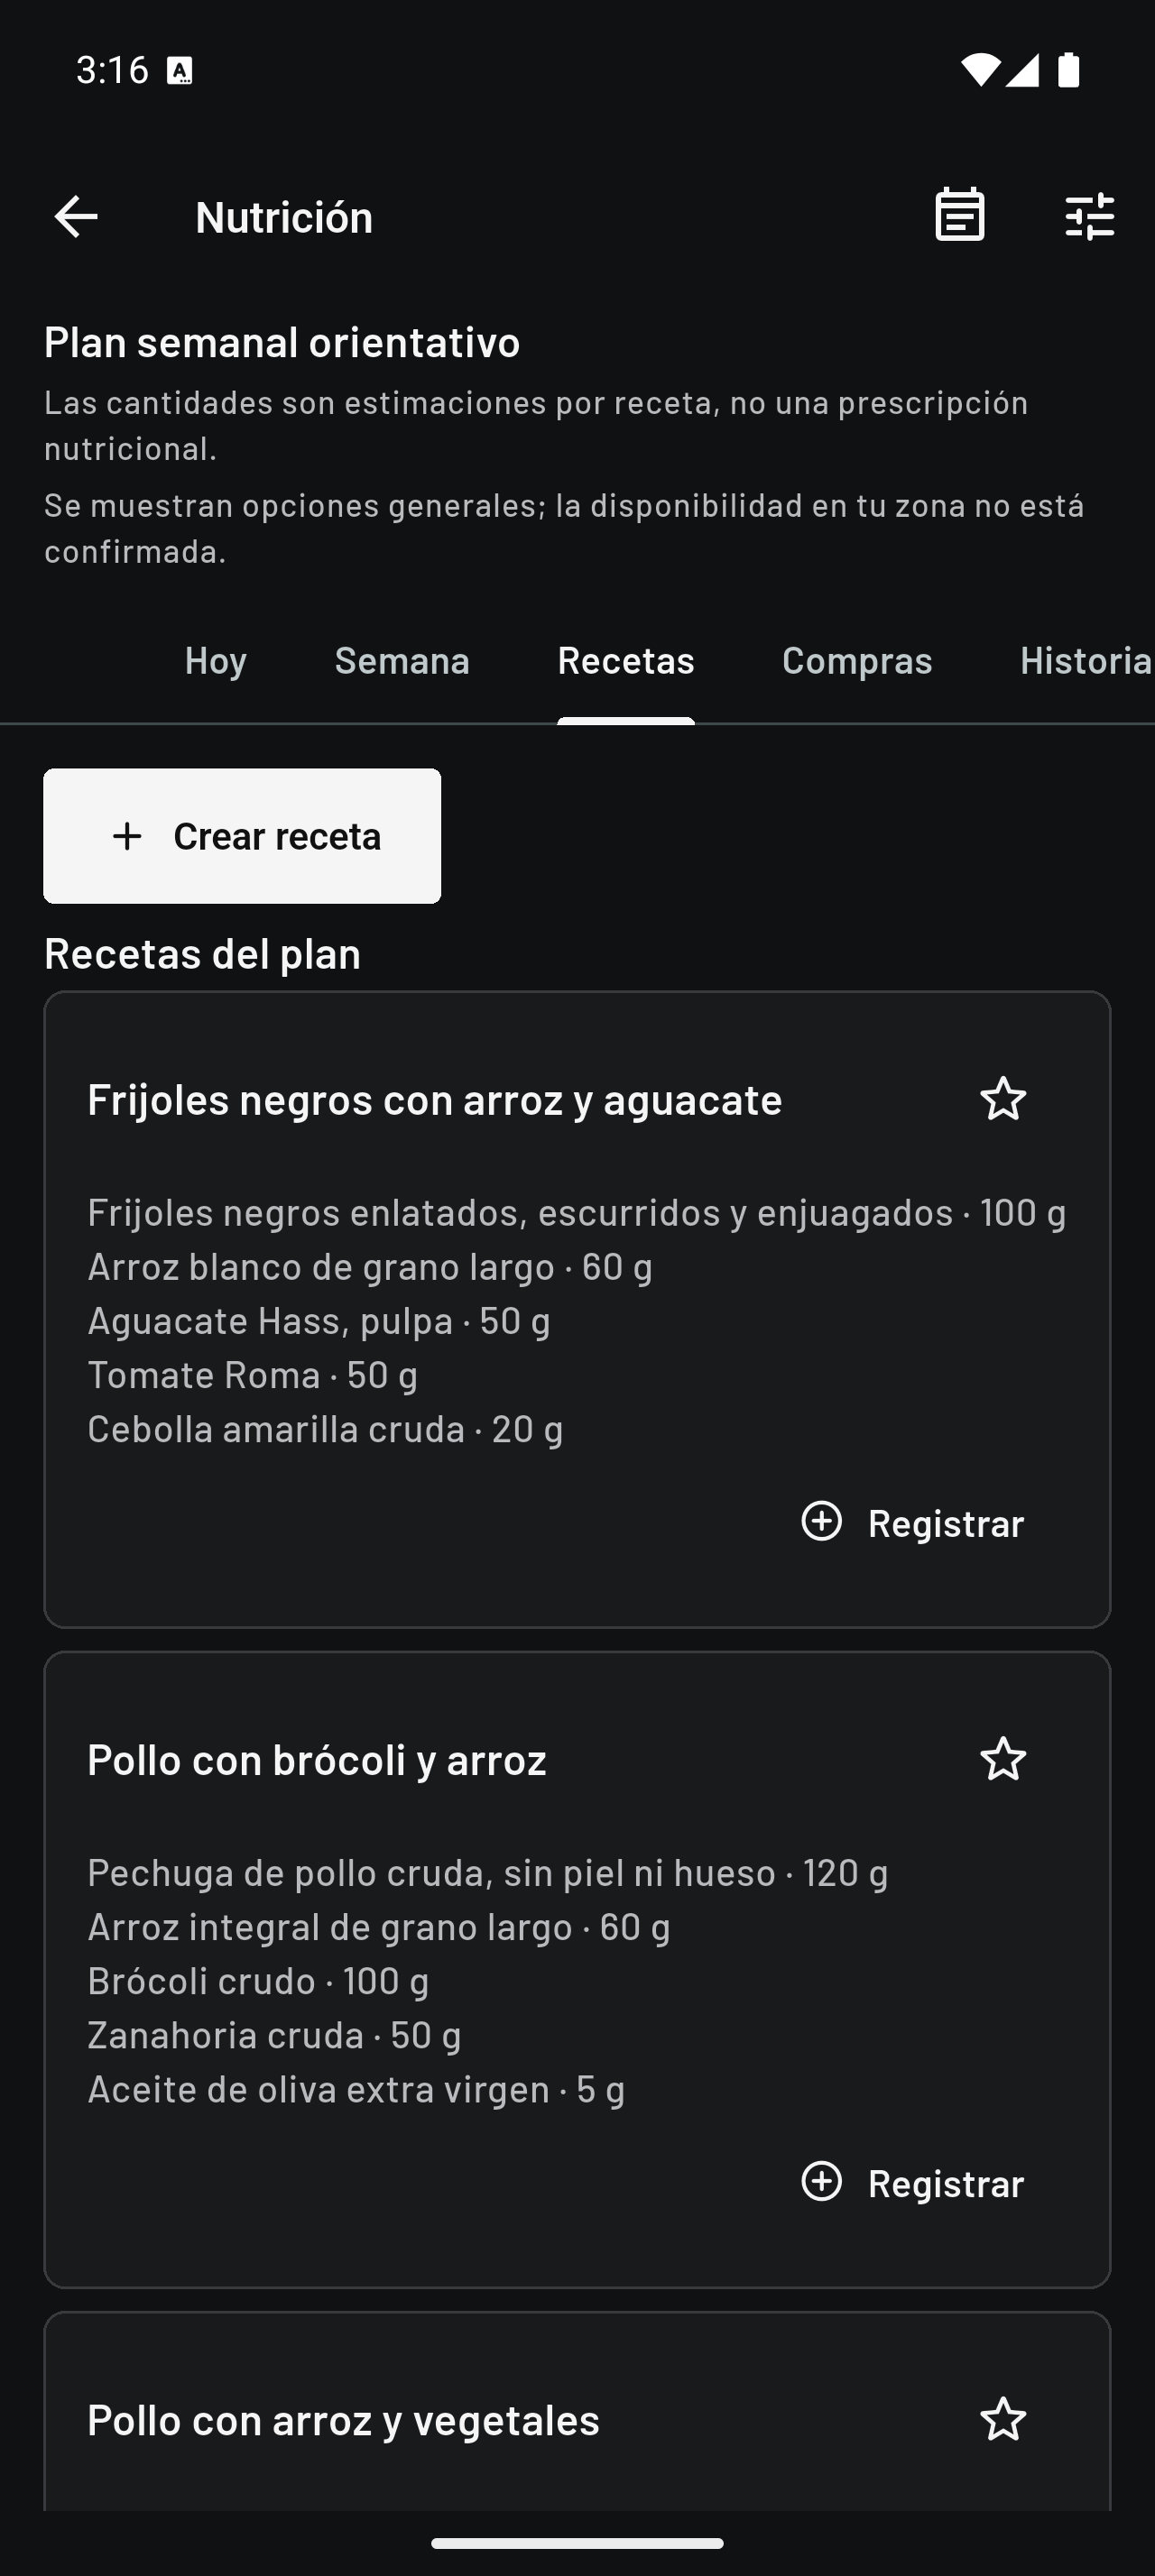 3:16
Nutrición
Plan semanal orientativo
Las cantidades son estimaciones por receta, no una prescripción
nutricional.
Se muestran opciones generales; la disponibilidad en tu zona no está
confirmada.
Hoy Semana Recetas Compras Historia
+ Crear receta
Recetas del plan
Frijoles negros con arroz y aguacate
Frijoles negros enlatados, escurridos y enjuagados · 100 g
Arroz blanco de grano largo · 60 g
Aguacate Hass, pulpa · 50 g
Tomate Roma · 50 g
Cebolla amarilla cruda · 20 g
Registrar
Pollo con brócoli y arroz
Pechuga de pollo cruda, sin piel ni hueso · 120 g
Arroz integral de grano largo · 60 g
Brócoli crudo · 100 g
Zanahoria cruda · 50 g
Aceite de oliva extra virgen · 5 g
Registrar
Pollo con arroz y vegetales